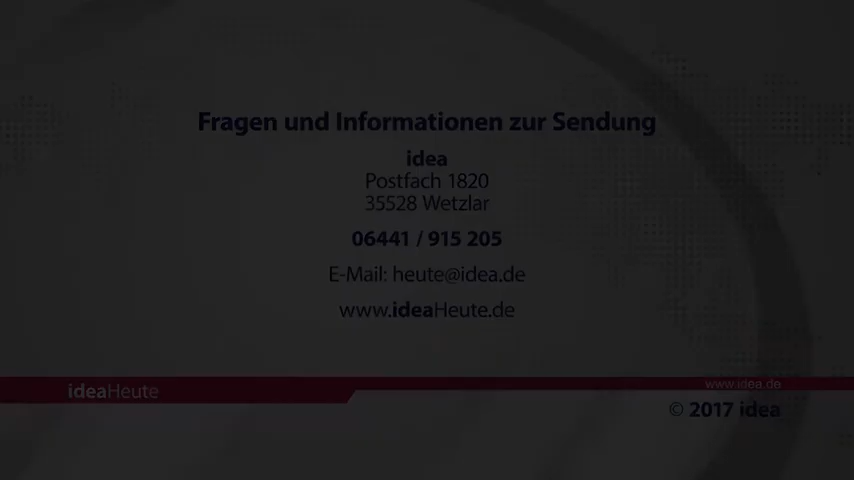 Fragen und Informationen zur Sendung
idea
Postfach 1820
35528 Wetzlar
06441 / 915 205
E-Mail: heute@idea.de
www.ideaHeute.de
www.idea.de
ideaHeute
© 2017 idea